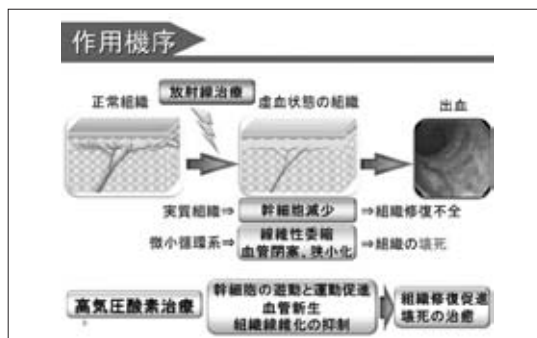 作用機序
放射線治療
正常組織
虚血状態の組織
出血
実質組織⇒ 幹細胞減少 ⇒組織修復不全
微小循環系⇒ 線維性萎縮 血管閉塞、狭小化 ⇒組織の壊死
高気圧酸素治療
幹細胞の遊動と運動促進
血管新生
組織線維化の抑制
組織修復促進
壊死の治癒